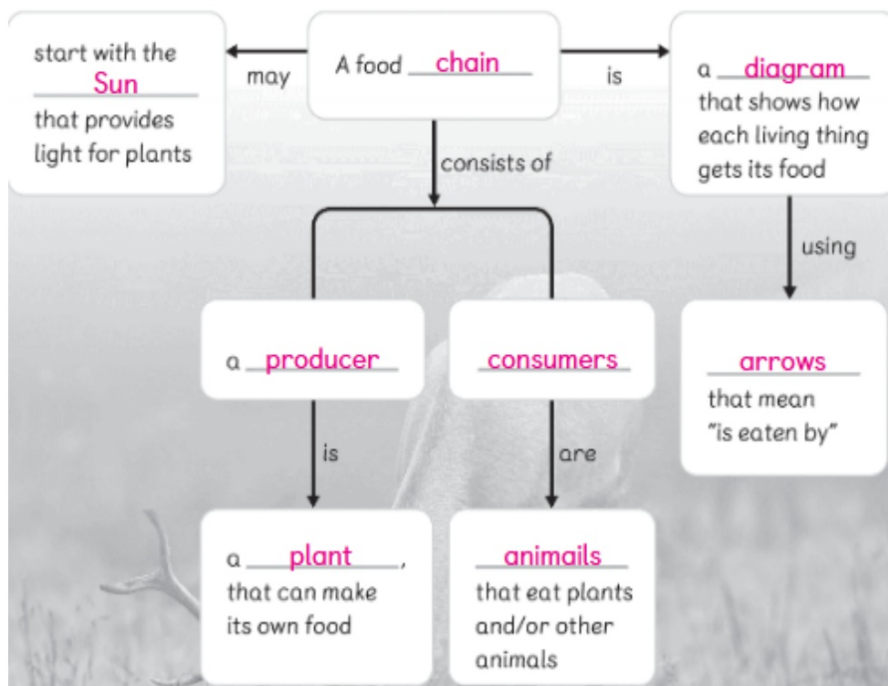 start with the
Sun
that provides
light for plants
may
A food chain
is
a diagram
that shows how
each living thing
gets its food
consists of
using
a producer
consumers
arrows
that mean
"is eaten by"
is
are
a plant,
that can make
its own food
animails
that eat plants
and/or other
animals